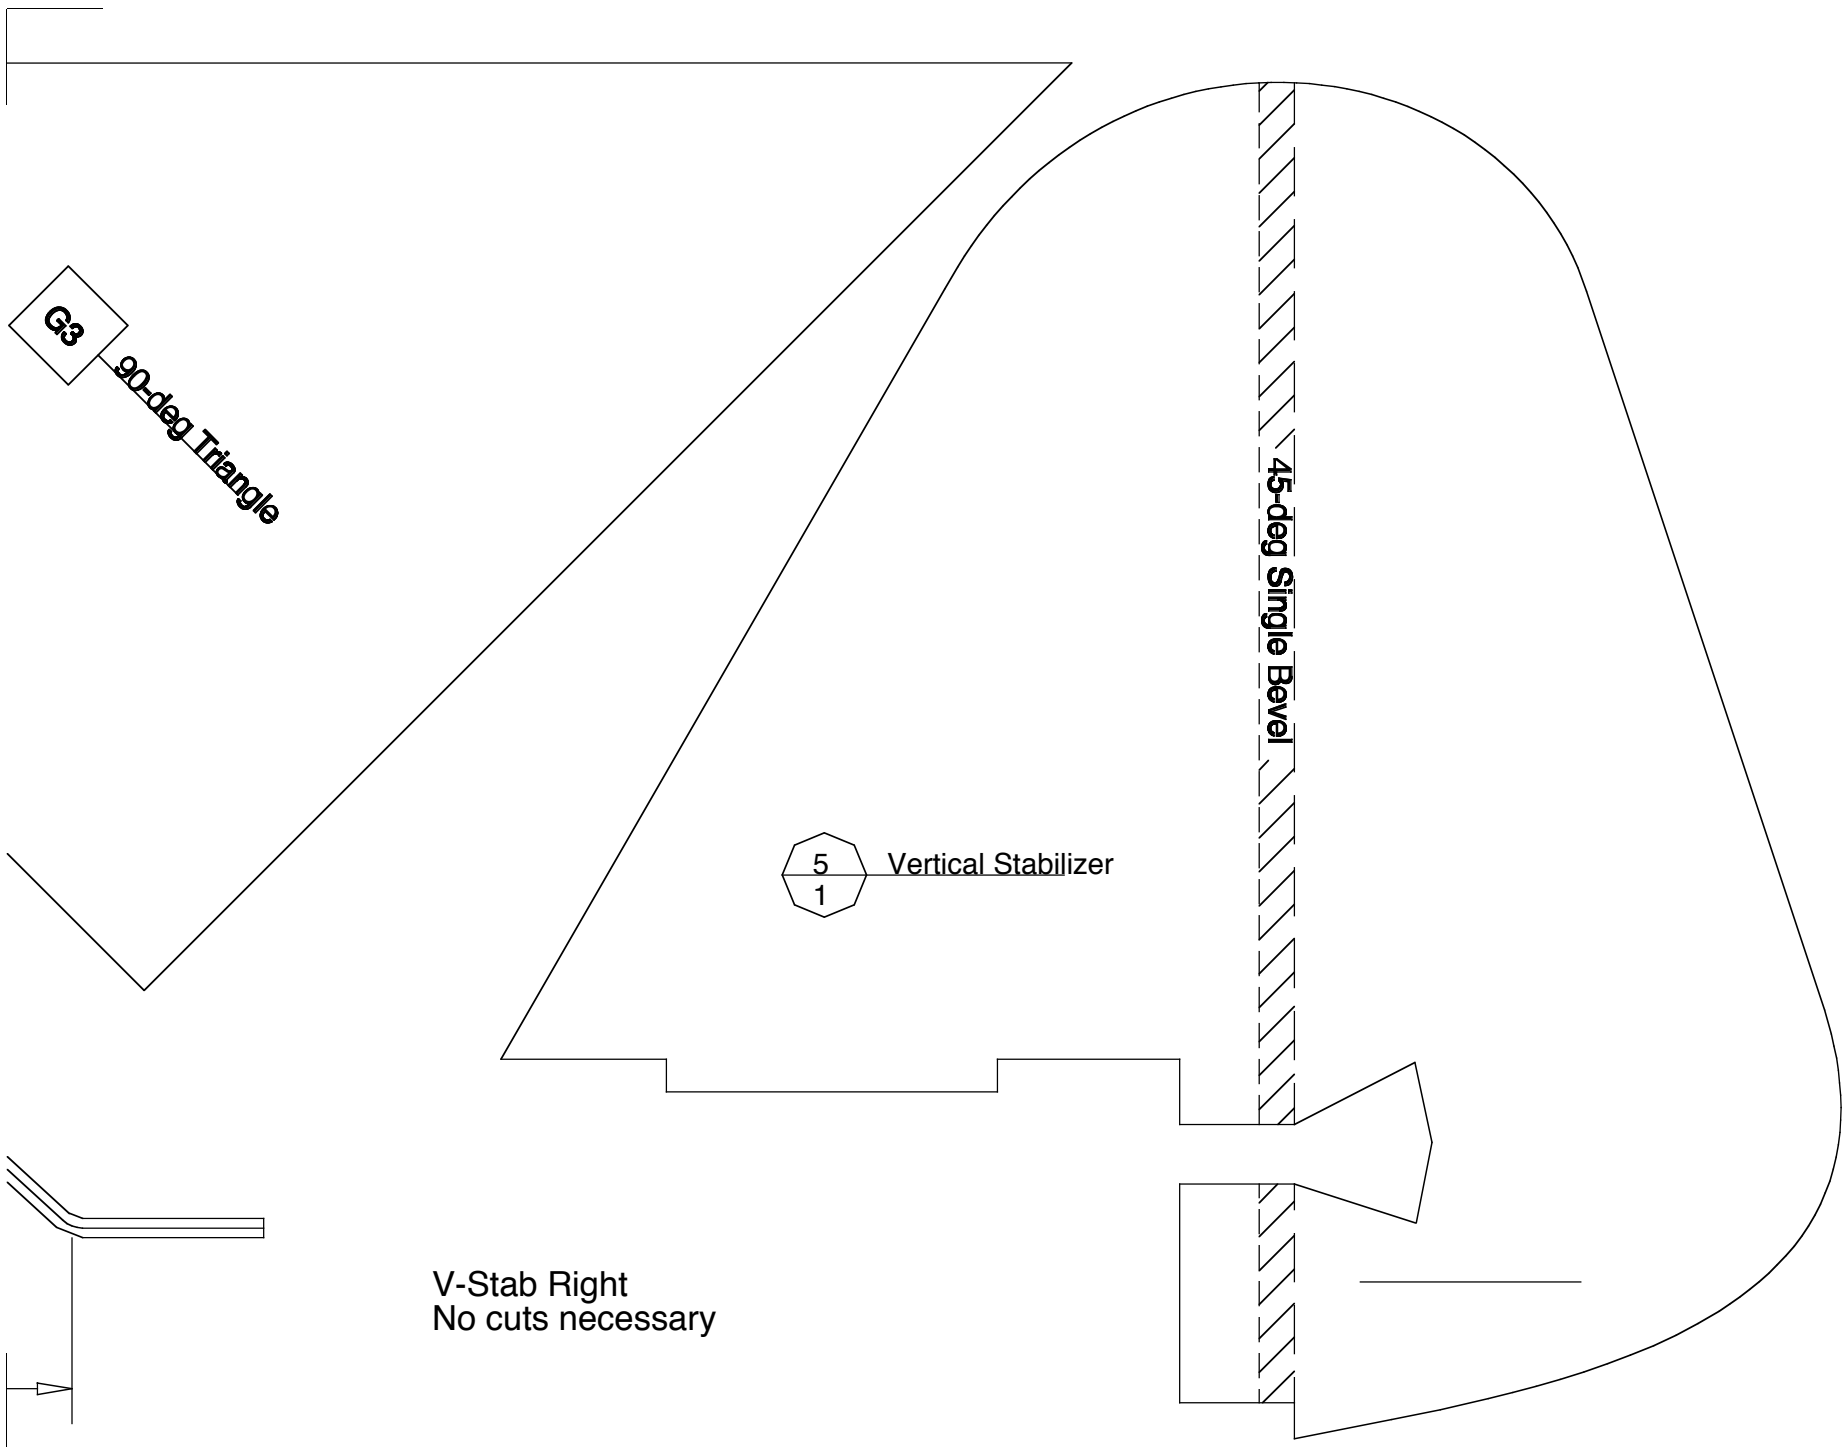 G3
90-deg Triangle
45-deg Single Bevel
5
1
Vertical Stabilizer
V-Stab Right
No cuts necessary